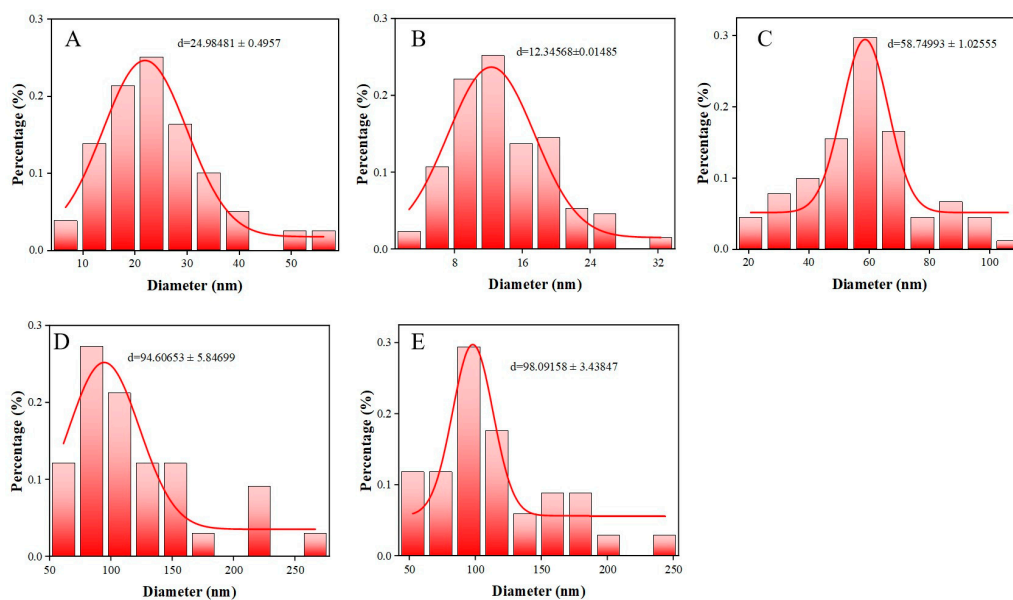 A
d=24.98481 ± 0.4957
0.3
0.2
0.1
0.0
Percentage (%)
10 20 30 40 50
Diameter (nm)
B
d=12.34568±0.01485
0.3
0.2
0.1
0.0
Percentage (%)
8 16 24 32
Diameter (nm)
C
d=58.74993 ± 1.02555
0.3
0.2
0.1
0.0
Percentage (%)
20 40 60 80 100
Diameter (nm)
D
d=94.60653 ± 5.84699
0.3
0.2
0.1
0.0
Percentage (%)
50 100 150 200 250
Diameter (nm)
E
d=98.09158 ± 3.43847
0.3
0.2
0.1
0.0
Percentage (%)
50 100 150 200 250
Diameter (nm)